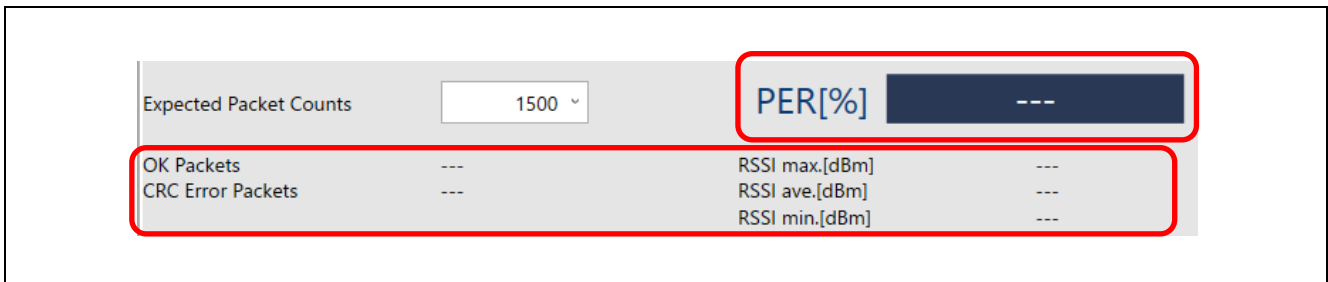 Expected Packet Counts 1500 PER[%] ---
OK Packets --- RSSI max.[dBm] ---
CRC Error Packets --- RSSI ave.[dBm] ---
RSSI min.[dBm] ---